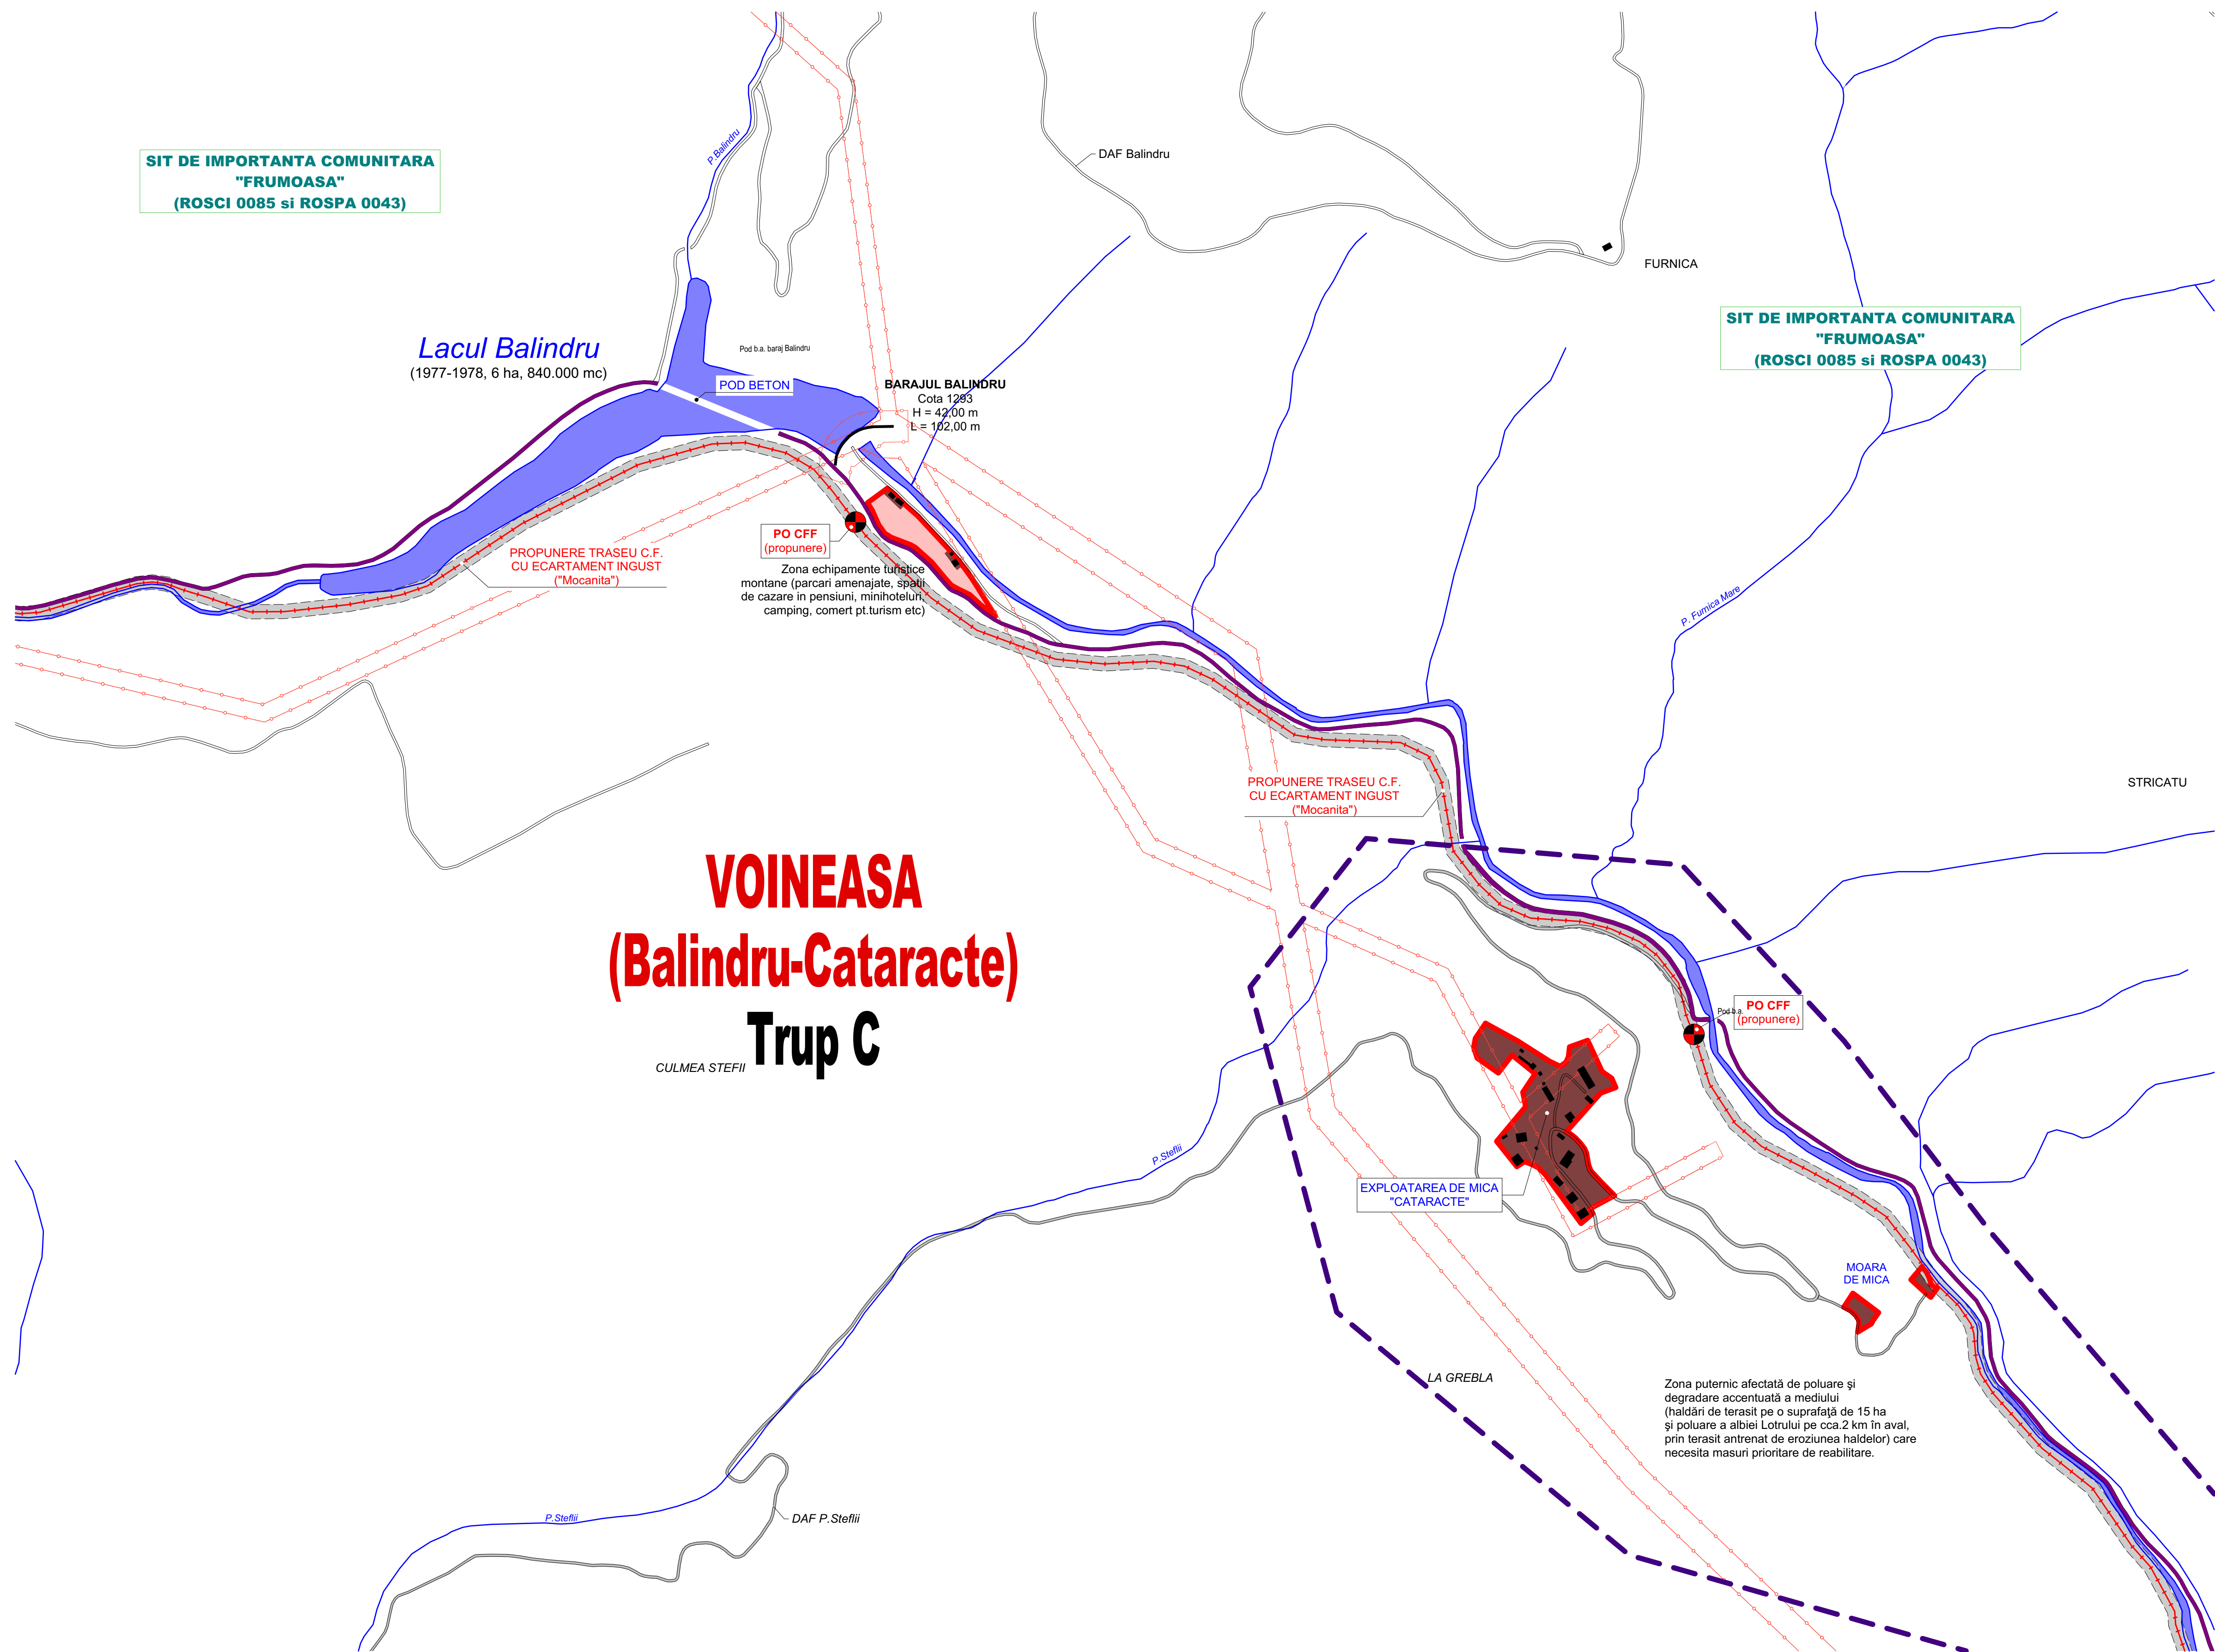 P.Balindru
DAF Balindru
SIT DE IMPORTANTA COMUNITARA
"FRUMOASA"
(ROSCI 0085 si ROSPA 0043)
FURNICA
SIT DE IMPORTANTA COMUNITARA
"FRUMOASA"
(ROSCI 0085 si ROSPA 0043)
Lacul Balindru
(1977-1978, 6 ha, 840.000 mc)
Pod b.a. baraj Balindru
POD BETON
BARAJUL BALINDRU
Cota 1293
H = 42,00 m
L = 102,00 m
PO CFF
(propunere)
PROPUNERE TRASEU C.F.
CU ECARTAMENT INGUST
("Mocanita")
Zona echipamente turistice
montane (parcari amenajate, spatii
de cazare in pensiuni, minihoteluri,
camping, comert pt.turism etc)
P. Furnica Mare
PROPUNERE TRASEU C.F.
CU ECARTAMENT INGUST
("Mocanita")
STRICATU
VOINEASA
(Balindru-Cataracte)
Trup C
CULMEA STEFII
PO CFF
(propunere)
Pod b.a.
P.Steflii
EXPLOATAREA DE MICA
"CATARACTE"
MOARA
DE MICA
LA GREBLA
Zona puternic afectată de poluare şi
degradare accentuată a mediului
(haldări de terasit pe o suprafaţă de 15 ha
şi poluare a albiei Lotrului pe cca.2 km în aval,
prin terasit antrenat de eroziunea haldelor) care
necesita masuri prioritare de reabilitare.
P.Steflii
DAF P.Steflii